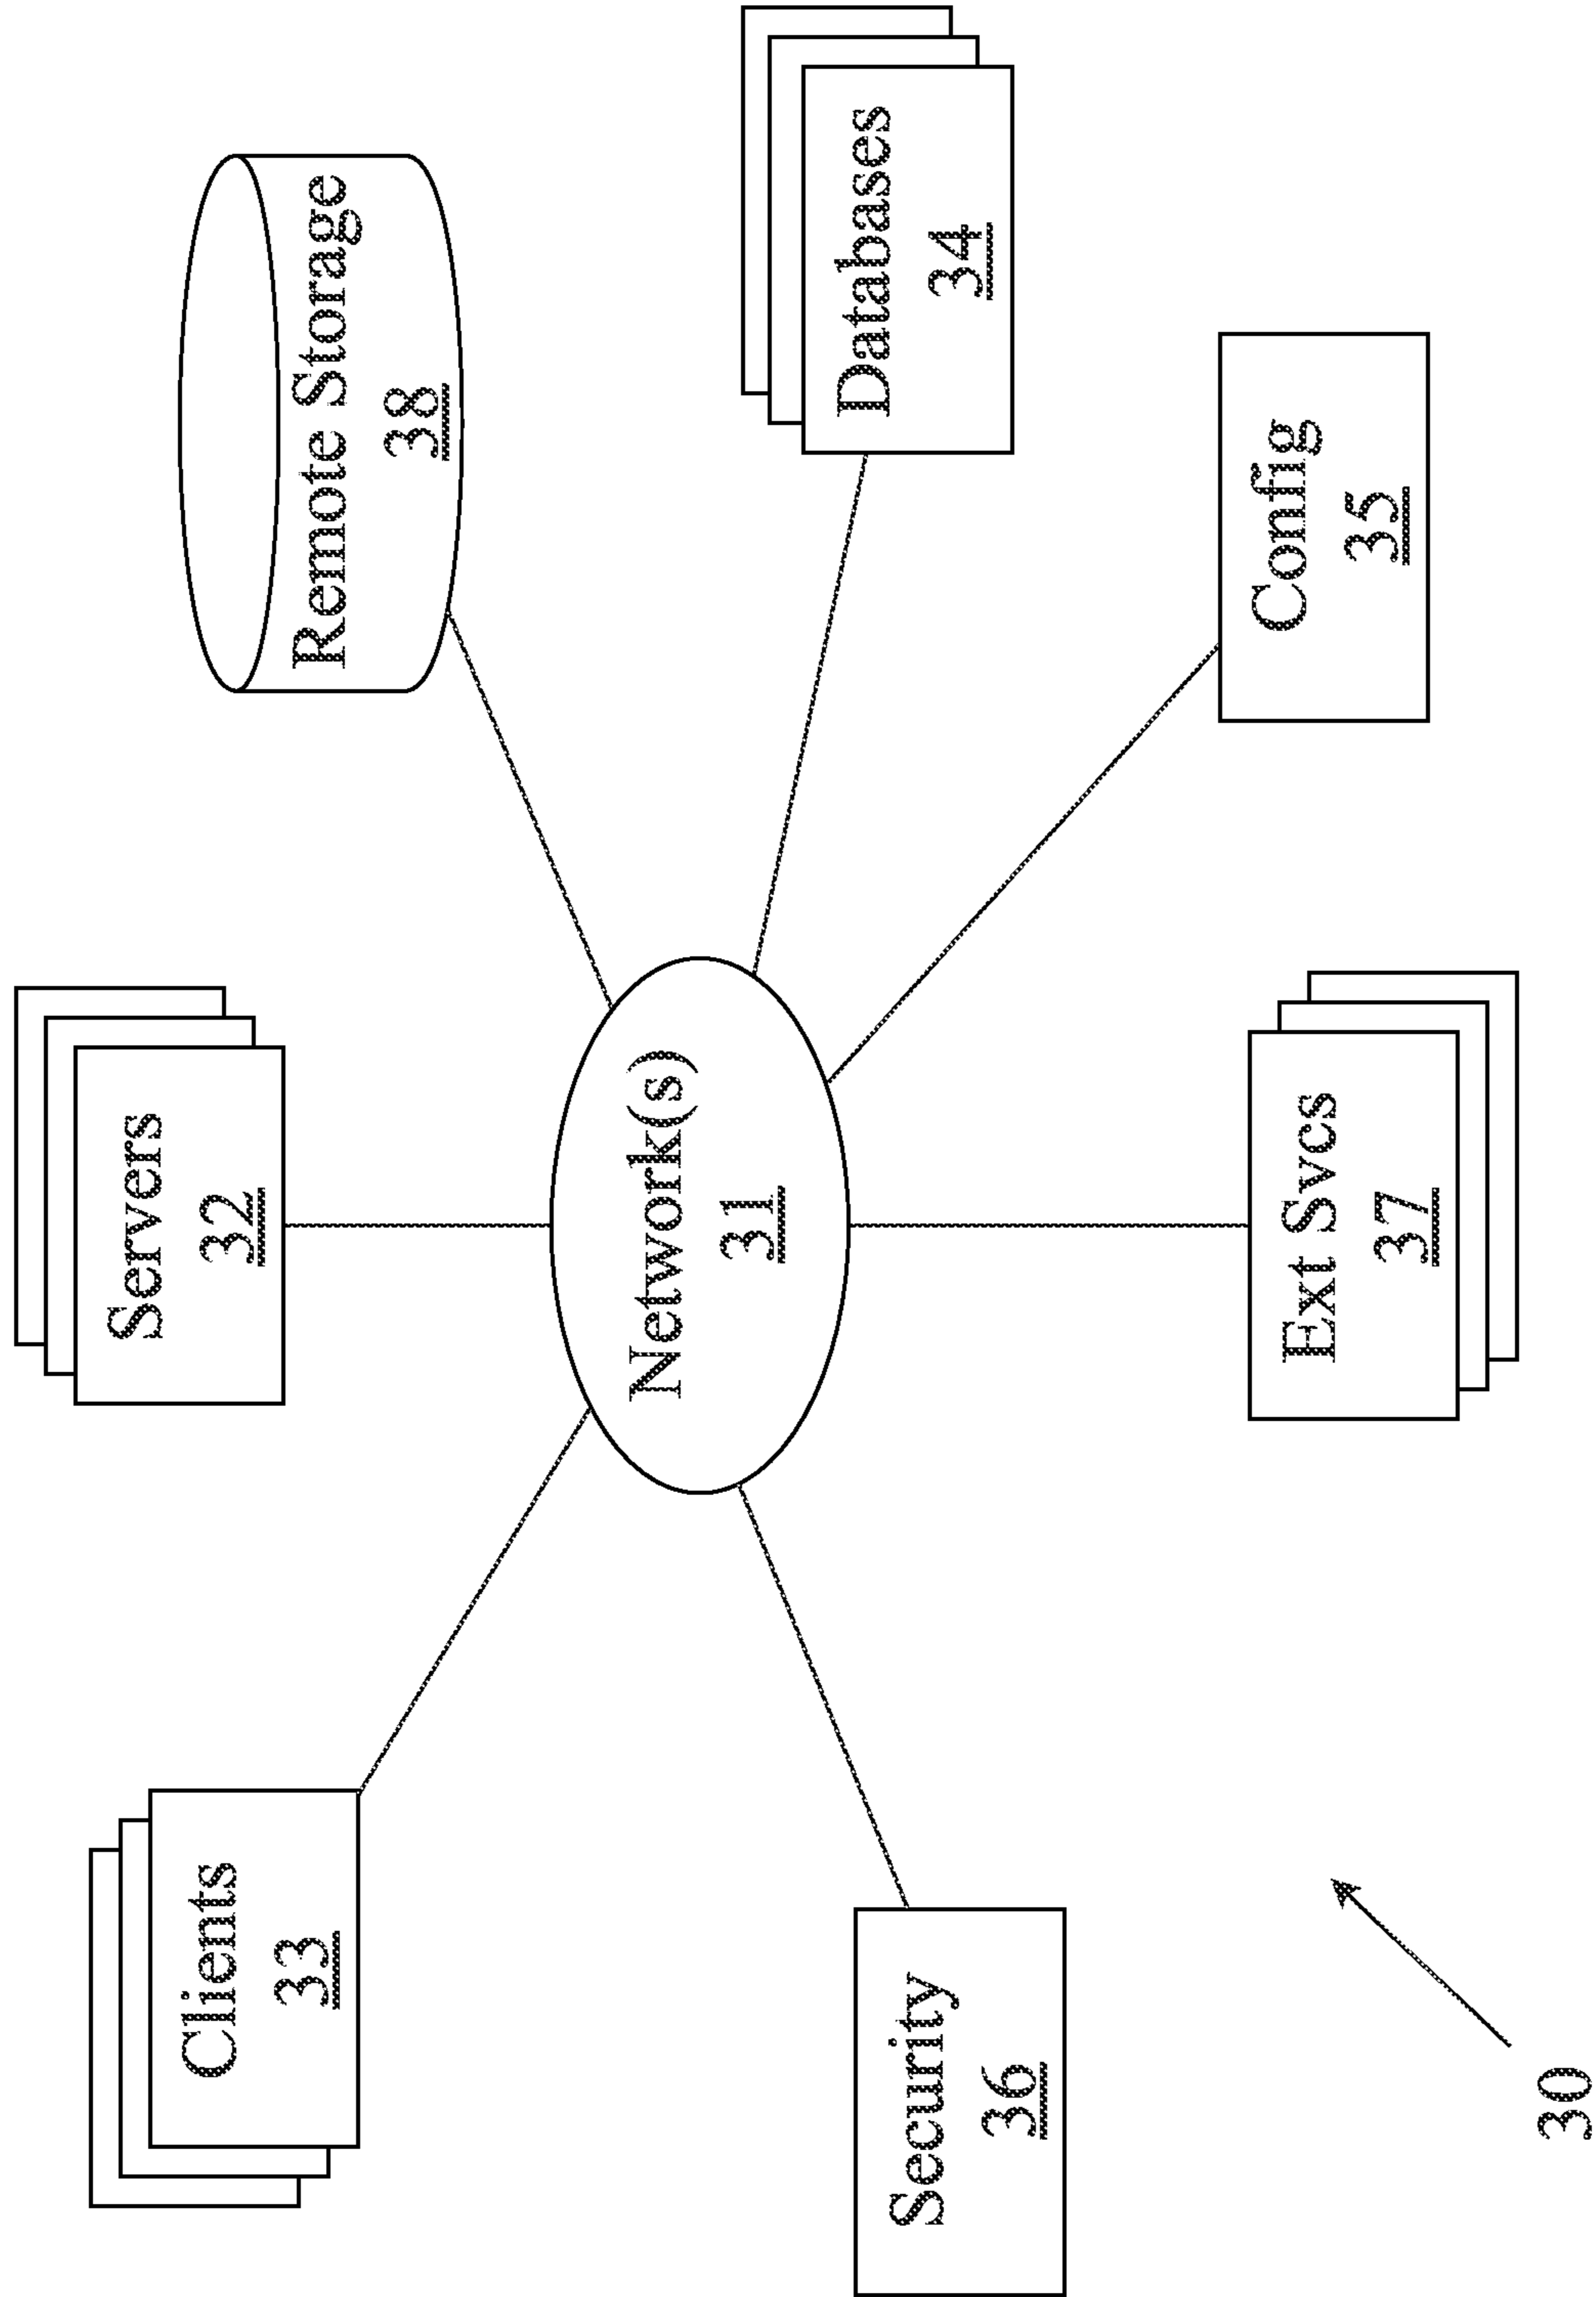 Servers
32
Clients
33
Remote Storage
38
Network(s)
31
Databases
34
Security
36
Ext Svcs
37
Config
35
30